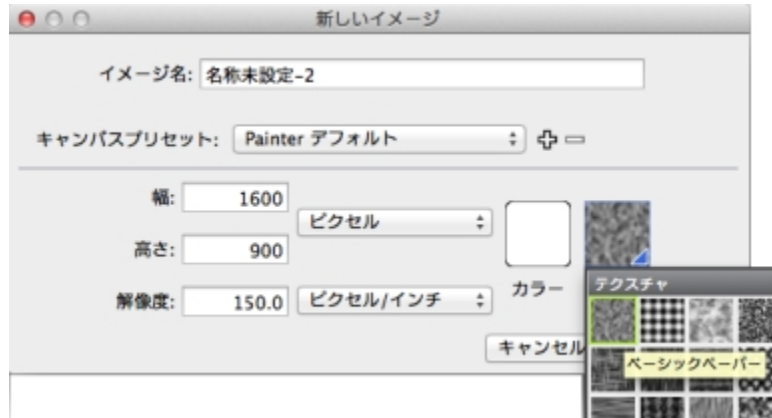 新しいイメージ
イメージ名: 名称未設定-2
キャンバスプリセット: Painter デフォルト
幅: 1600
ピクセル
高さ: 900
カラー
解像度: 150.0 ピクセル/インチ
テクスチャ
キャンセル
ベーシックペーパー